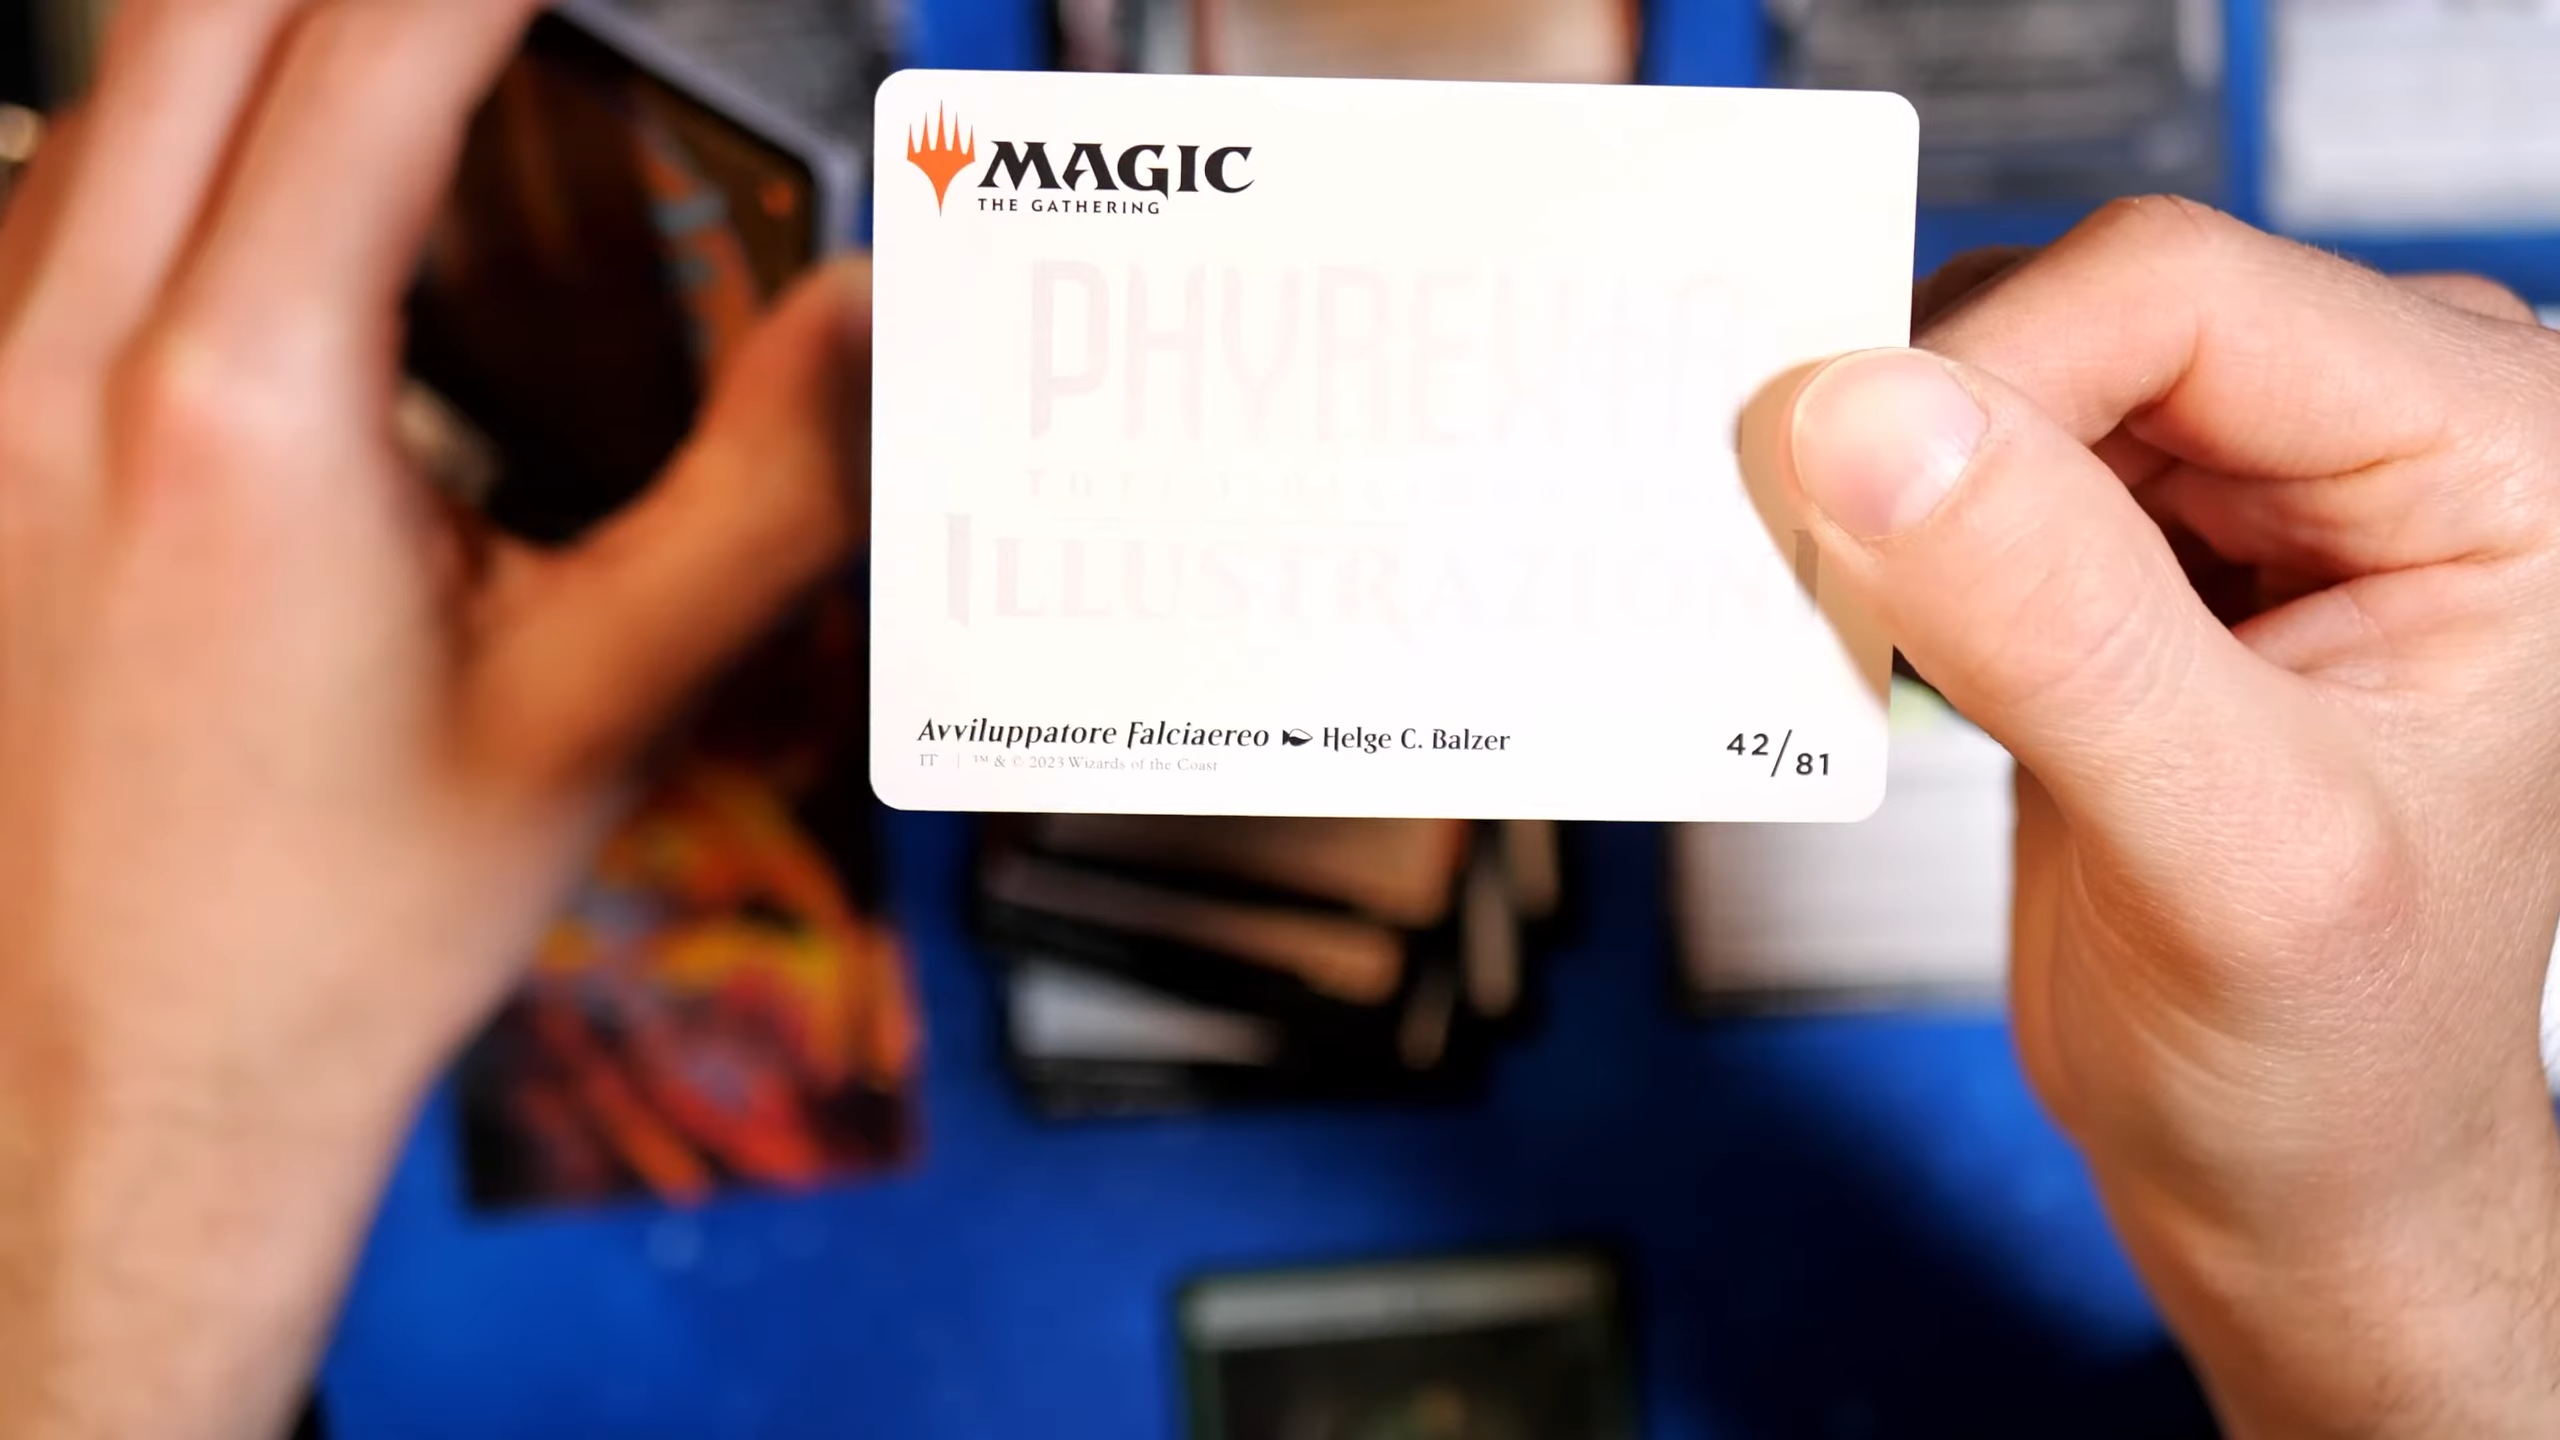 MAGIC
THE GATHERING
PHYREXIA
ILLUSTRAZIONI
Avviluppatore Falciaereo Helge C. Balzer
IT | ™ & © 2023 Wizards of the Coast
42/81